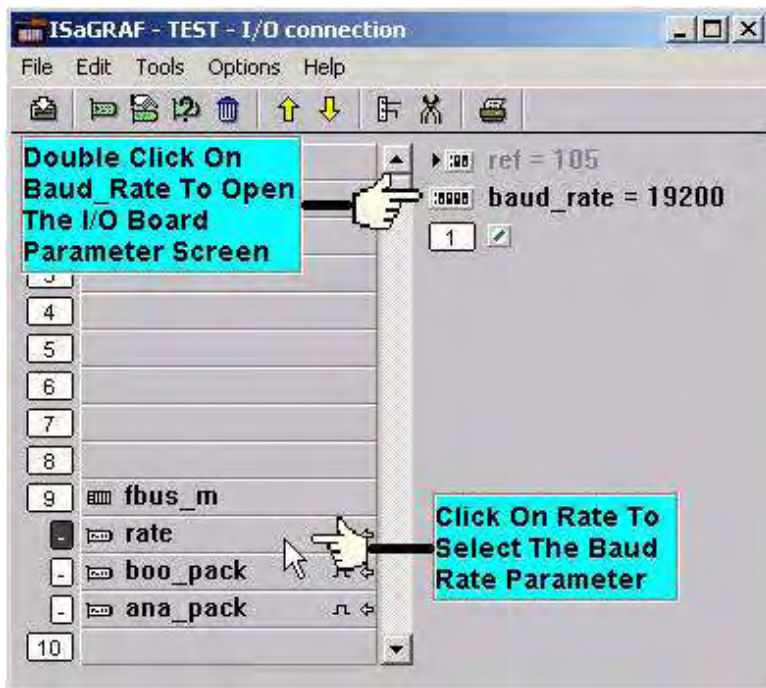 ISaGRAF - TEST - I/O connection
File Edit Tools Options Help
Double Click On
Baud_Rate To Open
The I/O Board
Parameter Screen
ref = 105
baud_rate = 19200
1
3
4
5
6
7
8
9 fbus_m
- rate
- boo_pack
- ana_pack
10
Click On Rate To
Select The Baud
Rate Parameter